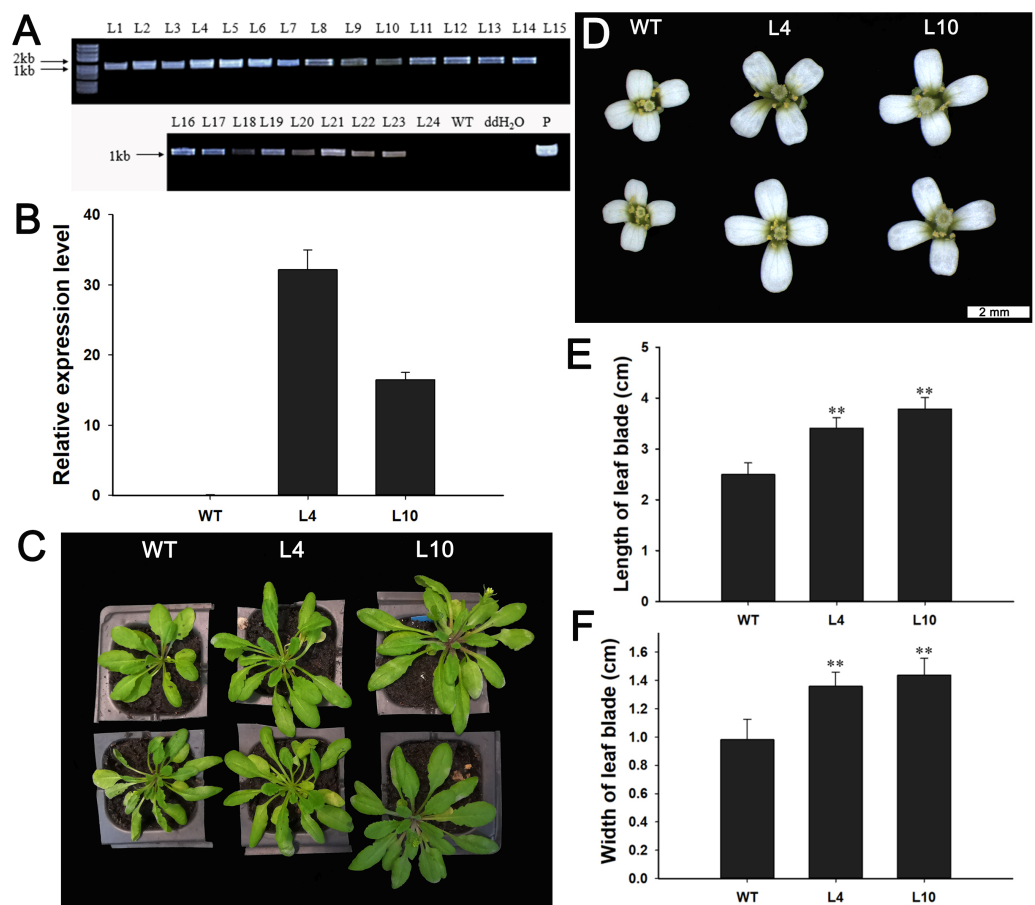 A
L1 L2 L3 L4 L5 L6 L7 L8 L9 L10 L11 L12 L13 L14 L15
2kb
1kb
L16 L17 L18 L19 L20 L21 L22 L23 L24 WT ddH₂O P
1kb
B
Relative expression level
40
30
20
10
0
WT L4 L10
C
WT L4 L10
D
WT L4 L10
2 mm
E
Length of leaf blade (cm)
5
4
3
2
1
0
** **
WT L4 L10
F
Width of leaf blade (cm)
1.6
1.4
1.2
1.0
0.8
0.6
0.4
0.2
0.0
** **
WT L4 L10